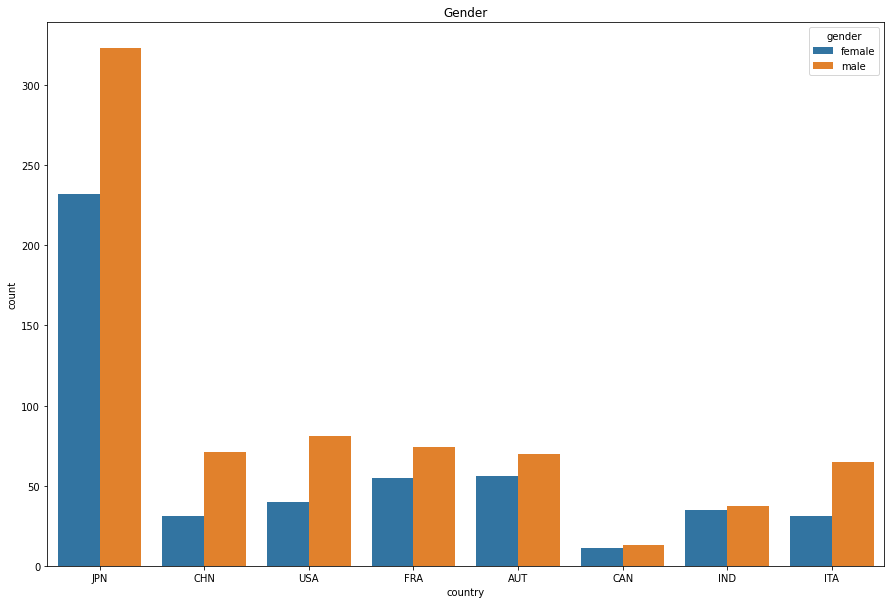 Gender
gender
female
male
count
300
250
200
150
100
50
0
JPN CHN USA FRA AUT CAN IND ITA
country